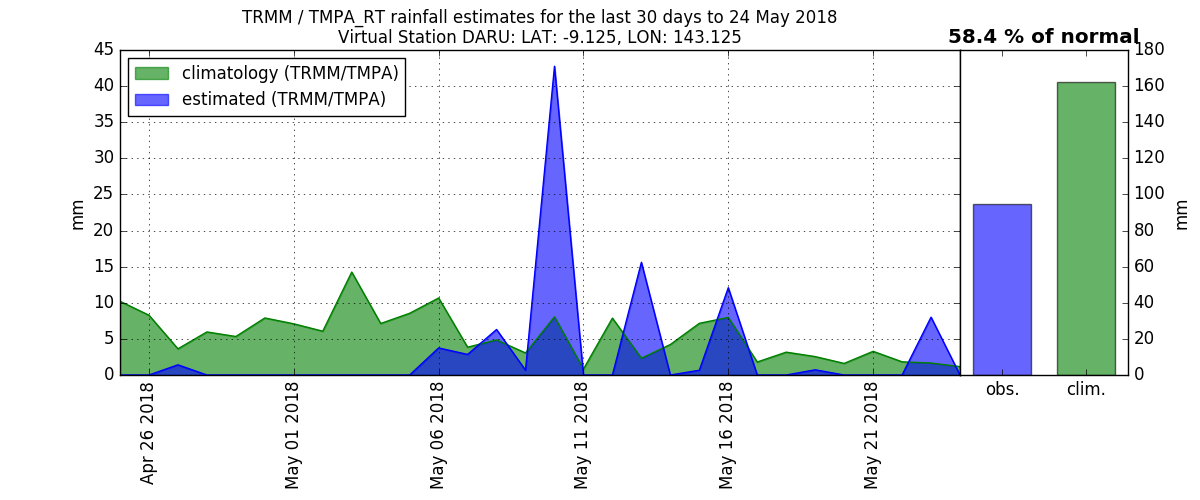 TRMM / TMPA_RT rainfall estimates for the last 30 days to 24 May 2018
Virtual Station DARU: LAT: -9.125, LON: 143.125
58.4 % of normal
climatology (TRMM/TMPA)
estimated (TRMM/TMPA)
mm
45
40
35
30
25
20
15
10
5
0
Apr 26 2018
May 01 2018
May 06 2018
May 11 2018
May 16 2018
May 21 2018
obs.
clim.
180
160
140
120
100
80
60
40
20
0
mm